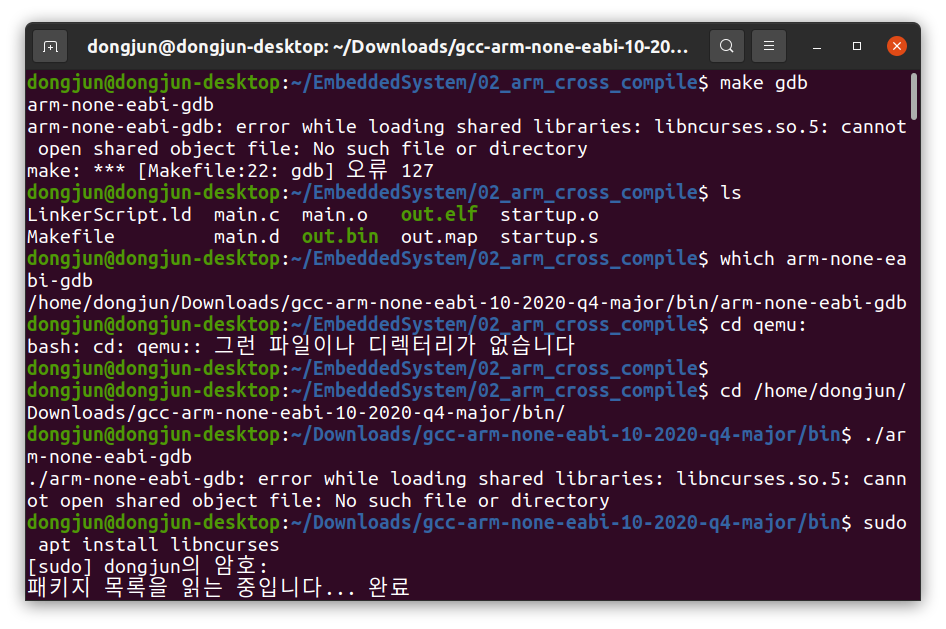 dongjun@dongjun-desktop: ~/Downloads/gcc-arm-none-eabi-10-20...
dongjun@dongjun-desktop:~/EmbeddedSystem/02_arm_cross_compile$ make gdb
arm-none-eabi-gdb
arm-none-eabi-gdb: error while loading shared libraries: libncurses.so.5: cannot
 open shared object file: No such file or directory
make: *** [Makefile:22: gdb] 오류 127
dongjun@dongjun-desktop:~/EmbeddedSystem/02_arm_cross_compile$ ls
LinkerScript.ld  main.c  main.o   out.elf  startup.o
Makefile         main.d  out.bin  out.map  startup.s
dongjun@dongjun-desktop:~/EmbeddedSystem/02_arm_cross_compile$ which arm-none-ea
bi-gdb
/home/dongjun/Downloads/gcc-arm-none-eabi-10-2020-q4-major/bin/arm-none-eabi-gdb
dongjun@dongjun-desktop:~/EmbeddedSystem/02_arm_cross_compile$ cd qemu:
bash: cd: qemu:: 그런 파일이나 디렉터리가 없습니다
dongjun@dongjun-desktop:~/EmbeddedSystem/02_arm_cross_compile$
dongjun@dongjun-desktop:~/EmbeddedSystem/02_arm_cross_compile$ cd /home/dongjun/
Downloads/gcc-arm-none-eabi-10-2020-q4-major/bin/
dongjun@dongjun-desktop:~/Downloads/gcc-arm-none-eabi-10-2020-q4-major/bin$ ./ar
m-none-eabi-gdb
./arm-none-eabi-gdb: error while loading shared libraries: libncurses.so.5: cann
ot open shared object file: No such file or directory
dongjun@dongjun-desktop:~/Downloads/gcc-arm-none-eabi-10-2020-q4-major/bin$ sudo
 apt install libncurses
[sudo] dongjun의 암호:
패키지 목록을 읽는 중입니다... 완료